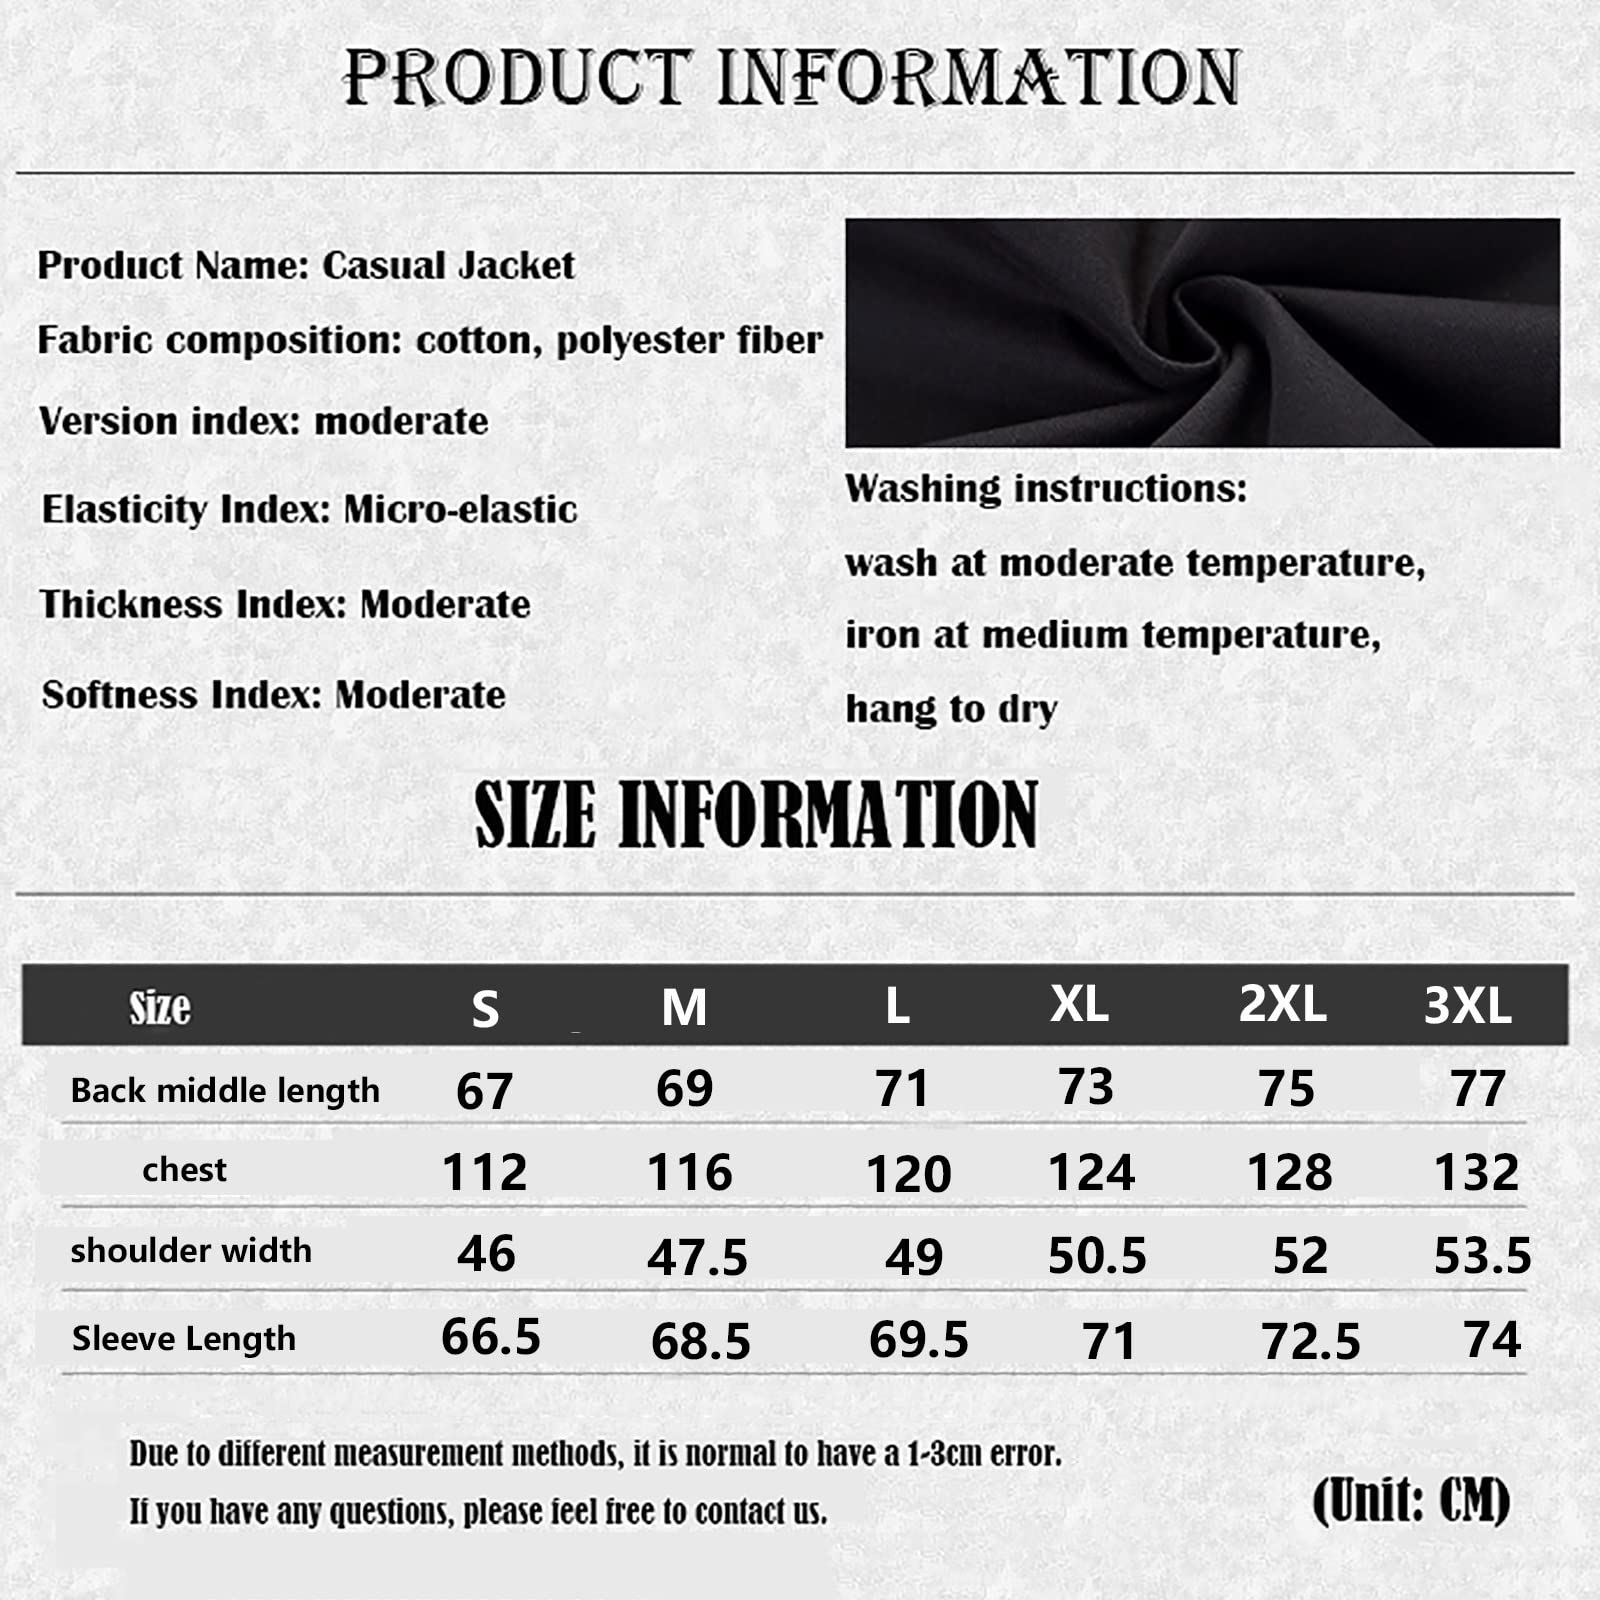 PRODUCT INFORMATION
Product Name: Casual Jacket
Fabric composition: cotton, polyester fiber
Version index: moderate
Elasticity Index: Micro-elastic
Thickness Index: Moderate
Softness Index: Moderate
Washing instructions:
wash at moderate temperature,
iron at medium temperature,
hang to dry
SIZE INFORMATION
Size S M L XL 2XL 3XL
Back middle length 67 69 71 73 75 77
chest 112 116 120 124 128 132
shoulder width 46 47.5 49 50.5 52 53.5
Sleeve Length 66.5 68.5 69.5 71 72.5 74
Due to different measurement methods, it is normal to have a 1-3cm error.
If you have any questions, please feel free to contact us.
(Unit: CM)